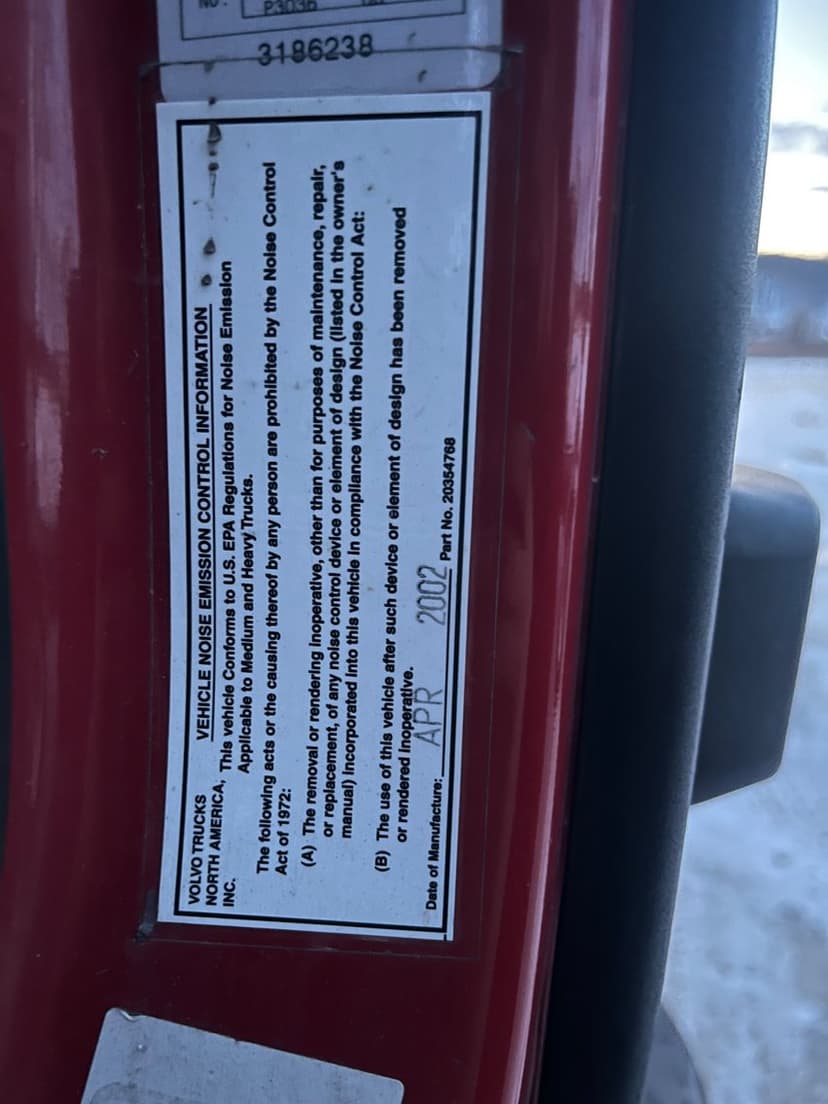 P3036
3186238
VOLVO TRUCKS
NORTH AMERICA,
INC.
VEHICLE NOISE EMISSION CONTROL INFORMATION
This vehicle Conforms to U.S. EPA Regulations for Noise Emission
Applicable to Medium and Heavy Trucks.
The following acts or the causing thereof by any person are prohibited by the Noise Control
Act of 1972:
(A) The removal or rendering inoperative, other than for purposes of maintenance, repair,
or replacement, of any noise control device or element of design (listed in the owner's
manual) incorporated into this vehicle in compliance with the Noise Control Act:
(B) The use of this vehicle after such device or element of design has been removed
or rendered inoperative.
Date of Manufacture: APR 2002 Part No. 20354768